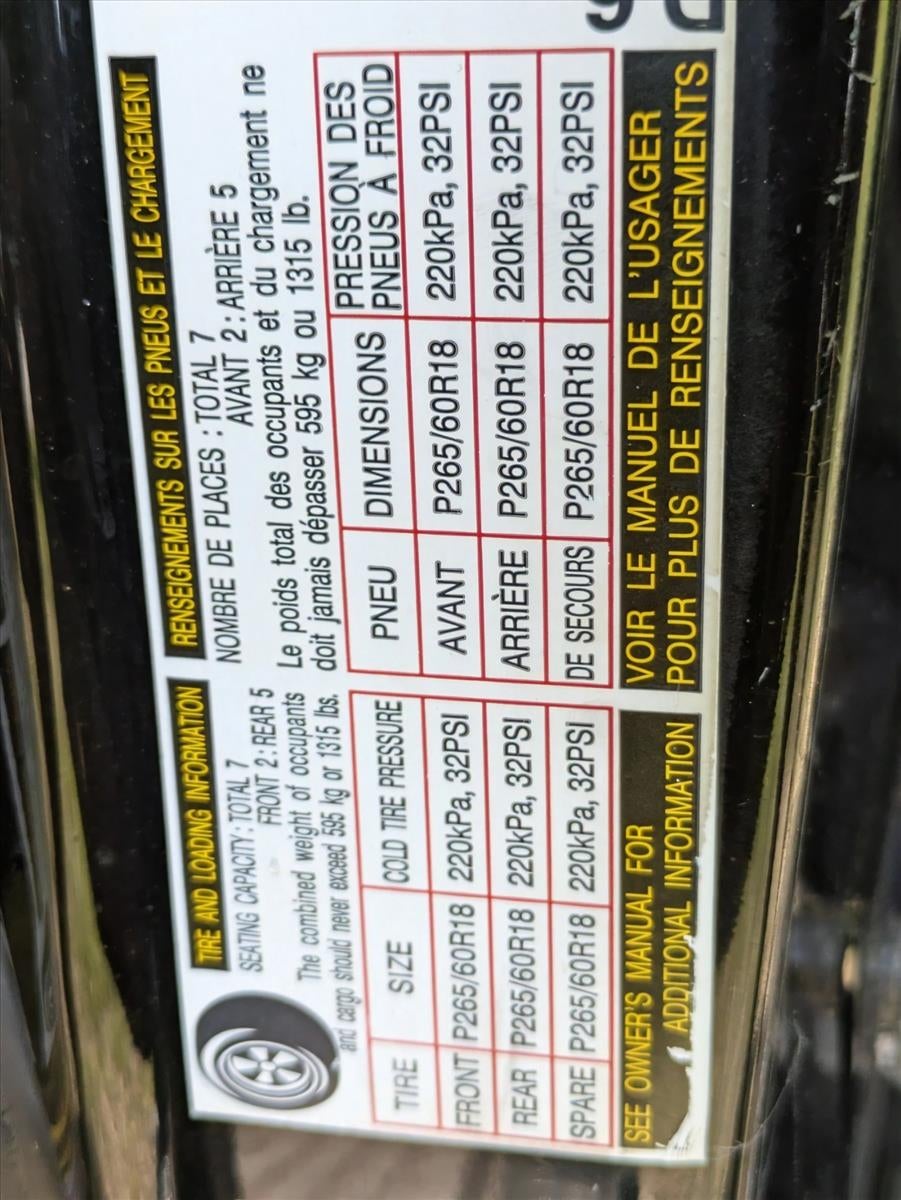 TIRE AND LOADING INFORMATION
SEATING CAPACITY: TOTAL 7
FRONT 2: REAR 5
The combined weight of occupants
and cargo should never exceed 595 kg or 1315 lbs.
TIRE SIZE COLD TIRE PRESSURE
FRONT P265/60R18 220kPa, 32PSI
REAR P265/60R18 220kPa, 32PSI
SPARE P265/60R18 220kPa, 32PSI
SEE OWNER'S MANUAL FOR
ADDITIONAL INFORMATION
RENSEIGNEMENTS SUR LES PNEUS ET LE CHARGEMENT
NOMBRE DE PLACES : TOTAL 7
AVANT 2: ARRIÈRE 5
Le poids total des occupants et du chargement ne
doit jamais dépasser 595 kg ou 1315 lb.
PNEU DIMENSIONS PRESSION DES
PNEUS À FROID
AVANT P265/60R18 220kPa, 32PSI
ARRIÈRE P265/60R18 220kPa, 32PSI
DE SECOURS P265/60R18 220kPa, 32PSI
VOIR LE MANUEL DE L'USAGER
POUR PLUS DE RENSEIGNEMENTS